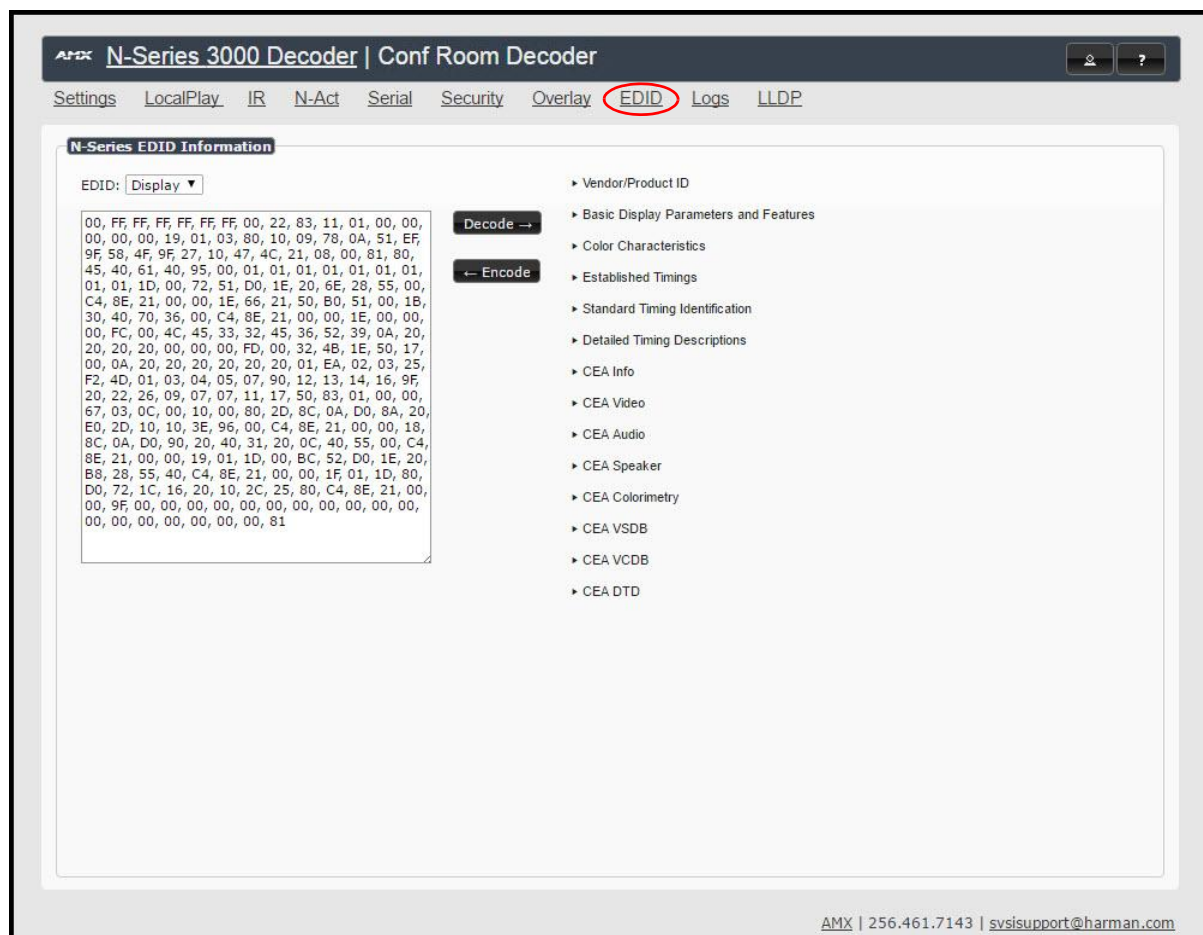 AMX N-Series 3000 Decoder | Conf Room Decoder
?
Settings LocalPlay IR N-Act Serial Security Overlay EDID Logs LLDP
N-Series EDID Information
EDID: Display ▼
00, FF, FF, FF, FF, FF, FF, 00, 22, 83, 11, 01, 00, 00,
00, 00, 00, 19, 01, 03, 80, 10, 09, 78, 0A, 51, EF,
9F, 58, 4F, 9F, 27, 10, 47, 4C, 21, 08, 00, 81, 80,
45, 40, 61, 40, 95, 00, 01, 01, 01, 01, 01, 01, 01,
01, 01, 1D, 00, 72, 51, D0, 1E, 20, 6E, 28, 55, 00,
C4, 8E, 21, 00, 00, 1E, 66, 21, 50, B0, 51, 00, 1B,
30, 40, 70, 36, 00, C4, 8E, 21, 00, 00, 1E, 00, 00,
00, FC, 00, 4C, 45, 33, 32, 45, 36, 52, 39, 0A, 20,
20, 20, 20, 00, 00, 00, FD, 00, 32, 4B, 1E, 50, 17,
00, 0A, 20, 20, 20, 20, 20, 20, 01, EA, 02, 03, 25,
F2, 4D, 01, 03, 04, 05, 07, 90, 12, 13, 14, 16, 9F,
20, 22, 26, 09, 07, 07, 11, 17, 50, 83, 01, 00, 00,
67, 03, 0C, 00, 10, 00, 80, 2D, 8C, 0A, D0, 8A, 20,
E0, 2D, 10, 10, 3E, 96, 00, C4, 8E, 21, 00, 00, 18,
8C, 0A, D0, 90, 20, 40, 31, 20, 0C, 40, 55, 00, C4,
8E, 21, 00, 00, 19, 01, 1D, 00, BC, 52, D0, 1E, 20,
B8, 28, 55, 40, C4, 8E, 21, 00, 00, 1F, 01, 1D, 80,
D0, 72, 1C, 16, 20, 10, 2C, 25, 80, C4, 8E, 21, 00,
00, 9F, 00, 00, 00, 00, 00, 00, 00, 00, 00, 00, 00,
00, 00, 00, 00, 00, 00, 00, 81
Decode →
← Encode
Vendor/Product ID
Basic Display Parameters and Features
Color Characteristics
Established Timings
Standard Timing Identification
Detailed Timing Descriptions
CEA Info
CEA Video
CEA Audio
CEA Speaker
CEA Colorimetry
CEA VSDB
CEA VCDB
CEA DTD
AMX | 256.461.7143 | svsisupport@harman.com